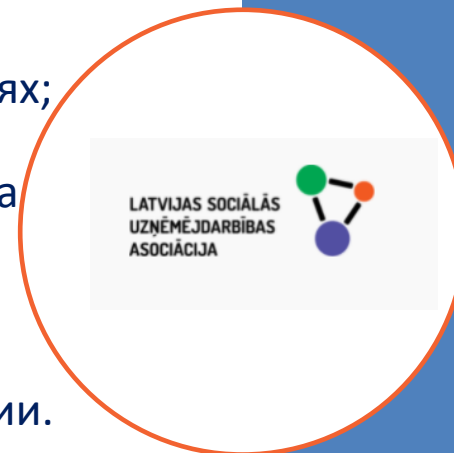 ях;
а
LATVIJAS SOCIĀLĀS
UZŅĒMĒJDARBĪBAS
ASOCIĀCIJA
ии.